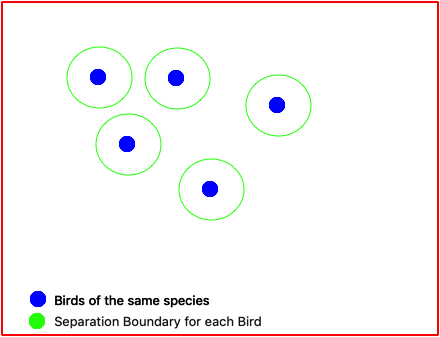 Birds of the same species
Separation Boundary for each Bird